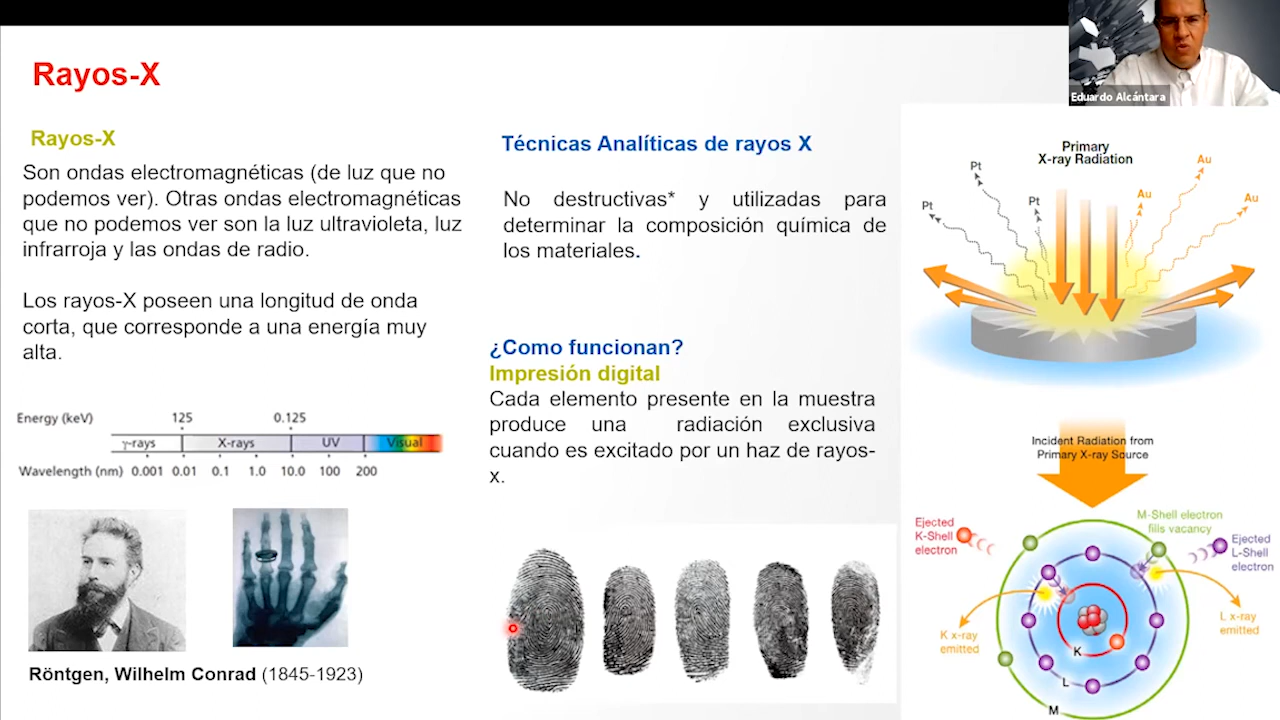 Rayos-X
Eduardo Alcántara
Rayos-X
Son ondas electromagnéticas (de luz que no
podemos ver). Otras ondas electromagnéticas
que no podemos ver son la luz ultravioleta, luz
infrarroja y las ondas de radio.
Los rayos-X poseen una longitud de onda
corta, que corresponde a una energía muy
alta.
Energy (keV) 125 0.125
γ-rays X-rays UV Visual
Wavelength (nm) 0.001 0.01 0.1 1.0 10.0 100 200
Röntgen, Wilhelm Conrad (1845-1923)
Técnicas Analíticas de rayos X
No destructivas* y utilizadas para
determinar la composición química de
los materiales.
¿Como funcionan?
Impresión digital
Cada elemento presente en la muestra
produce una radiación exclusiva
cuando es excitado por un haz de rayos-
x.
Primary
X-ray Radiation
Pt
Pt
Pt
Au
Au
Au
Incident Radiation from
Primary X-ray Source
Ejected
K-Shell
electron
M-Shell electron
fills vacancy
Ejected
L-Shell
electron
K x-ray
emitted
L x-ray
emitted
K
L
M